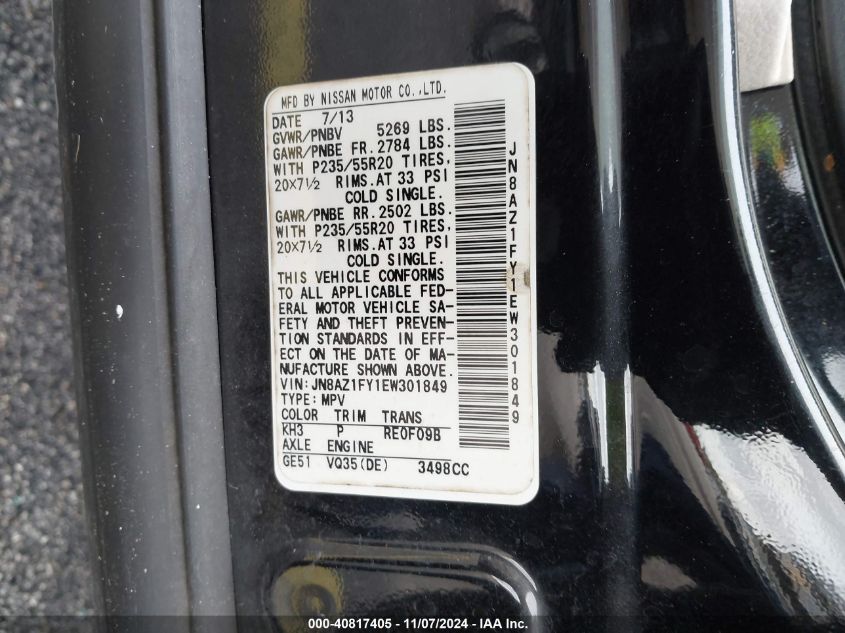 MFD BY NISSAN MOTOR CO.,LTD.
DATE 7/13
GVWR/PNBV 5269 LBS.
GAWR/PNBE FR. 2784 LBS.
WITH P235/55R20 TIRES,
20X7½ RIMS.AT 33 PSI
COLD SINGLE.
GAWR/PNBE RR. 2502 LBS.
WITH P235/55R20 TIRES,
20X7½ RIMS.AT 33 PSI
COLD SINGLE.
THIS VEHICLE CONFORMS
TO ALL APPLICABLE FED-
ERAL MOTOR VEHICLE SA-
FETY AND THEFT PREVEN-
TION STANDARDS IN EFF-
ECT ON THE DATE OF MA-
NUFACTURE SHOWN ABOVE.
VIN:JN8AZ1FY1EW301849
TYPE:MPV
COLOR TRIM TRANS
KH3 P RE0F09B
AXLE ENGINE
GE51 VQ35(DE) 3498CC
JN8AZ1FY1EW301849
000-40817405 - 11/07/2024 - IAA Inc.